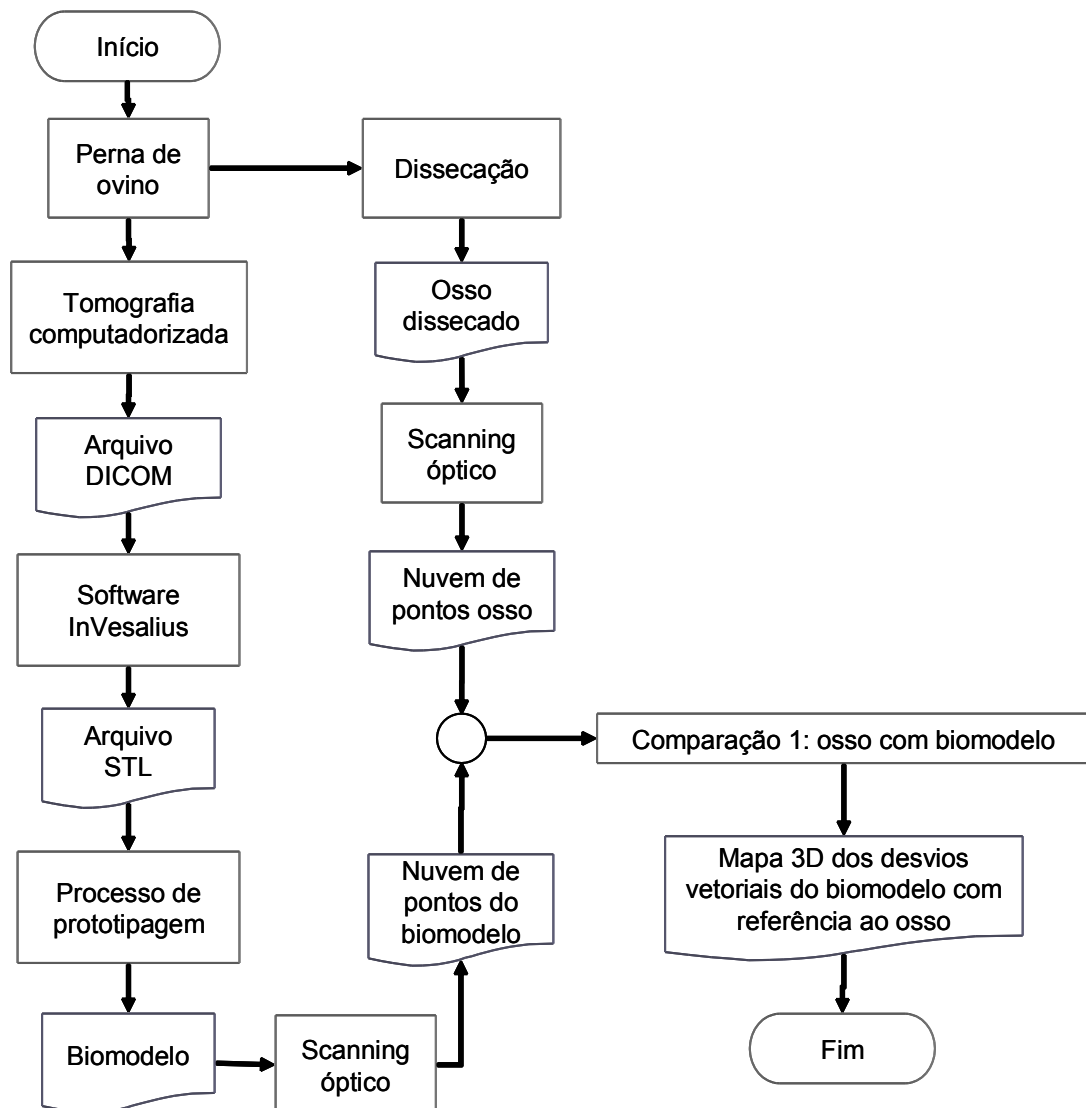 Início
Perna de
ovino
Dissecação
Tomografia
computadorizada
Osso
dissecado
Arquivo
DICOM
Scanning
óptico
Software
InVesalius
Nuvem de
pontos osso
Arquivo
STL
Comparação 1: osso com biomodelo
Processo de
prototipagem
Nuvem de
pontos do
biomodelo
Mapa 3D dos desvios
vetoriais do biomodelo com
referência ao osso
Biomodelo
Scanning
óptico
Fim